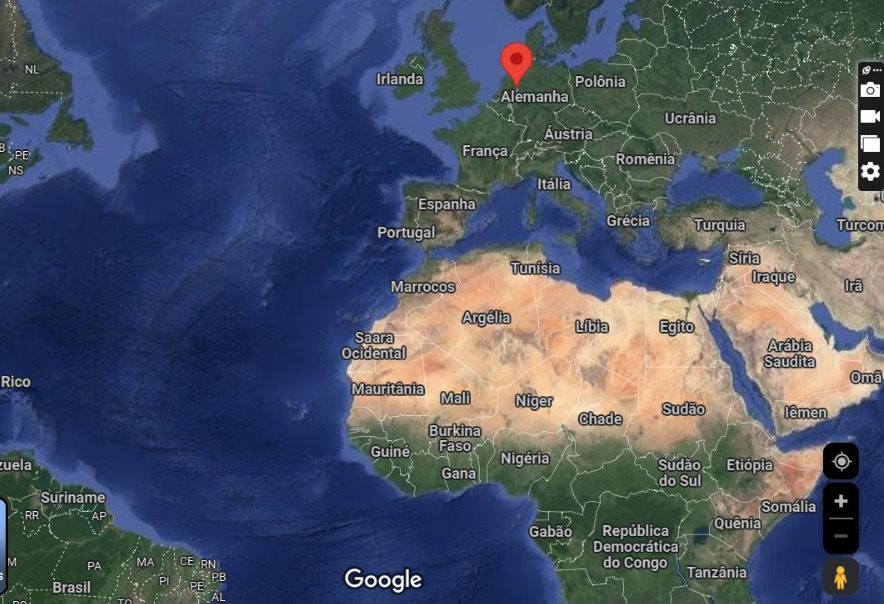 NL
Irlanda
Polônia
Alemanha
Ucrânia
PE
NS
Áustria
França
Romênia
Itália
Espanha
Grécia
Turquia
Portugal
Síria
Tunísia
Iraque
Irã
Marrocos
Argélia
Líbia
Egito
Saara
Ocidental
Arábia
Saudita
Rico
Omã
Mauritânia
Mali
Níger
Chade
Sudão
Iêmen
Burkina
Faso
Guiné
Nigéria
Gana
Sudão
do Sul
Etiópia
Suriname
RR
AP
Somália
Quênia
Gabão
República
Democrática
do Congo
PA
MA
CE
RN
PB
PI
PE
AL
Brasil
Google
Tanzânia